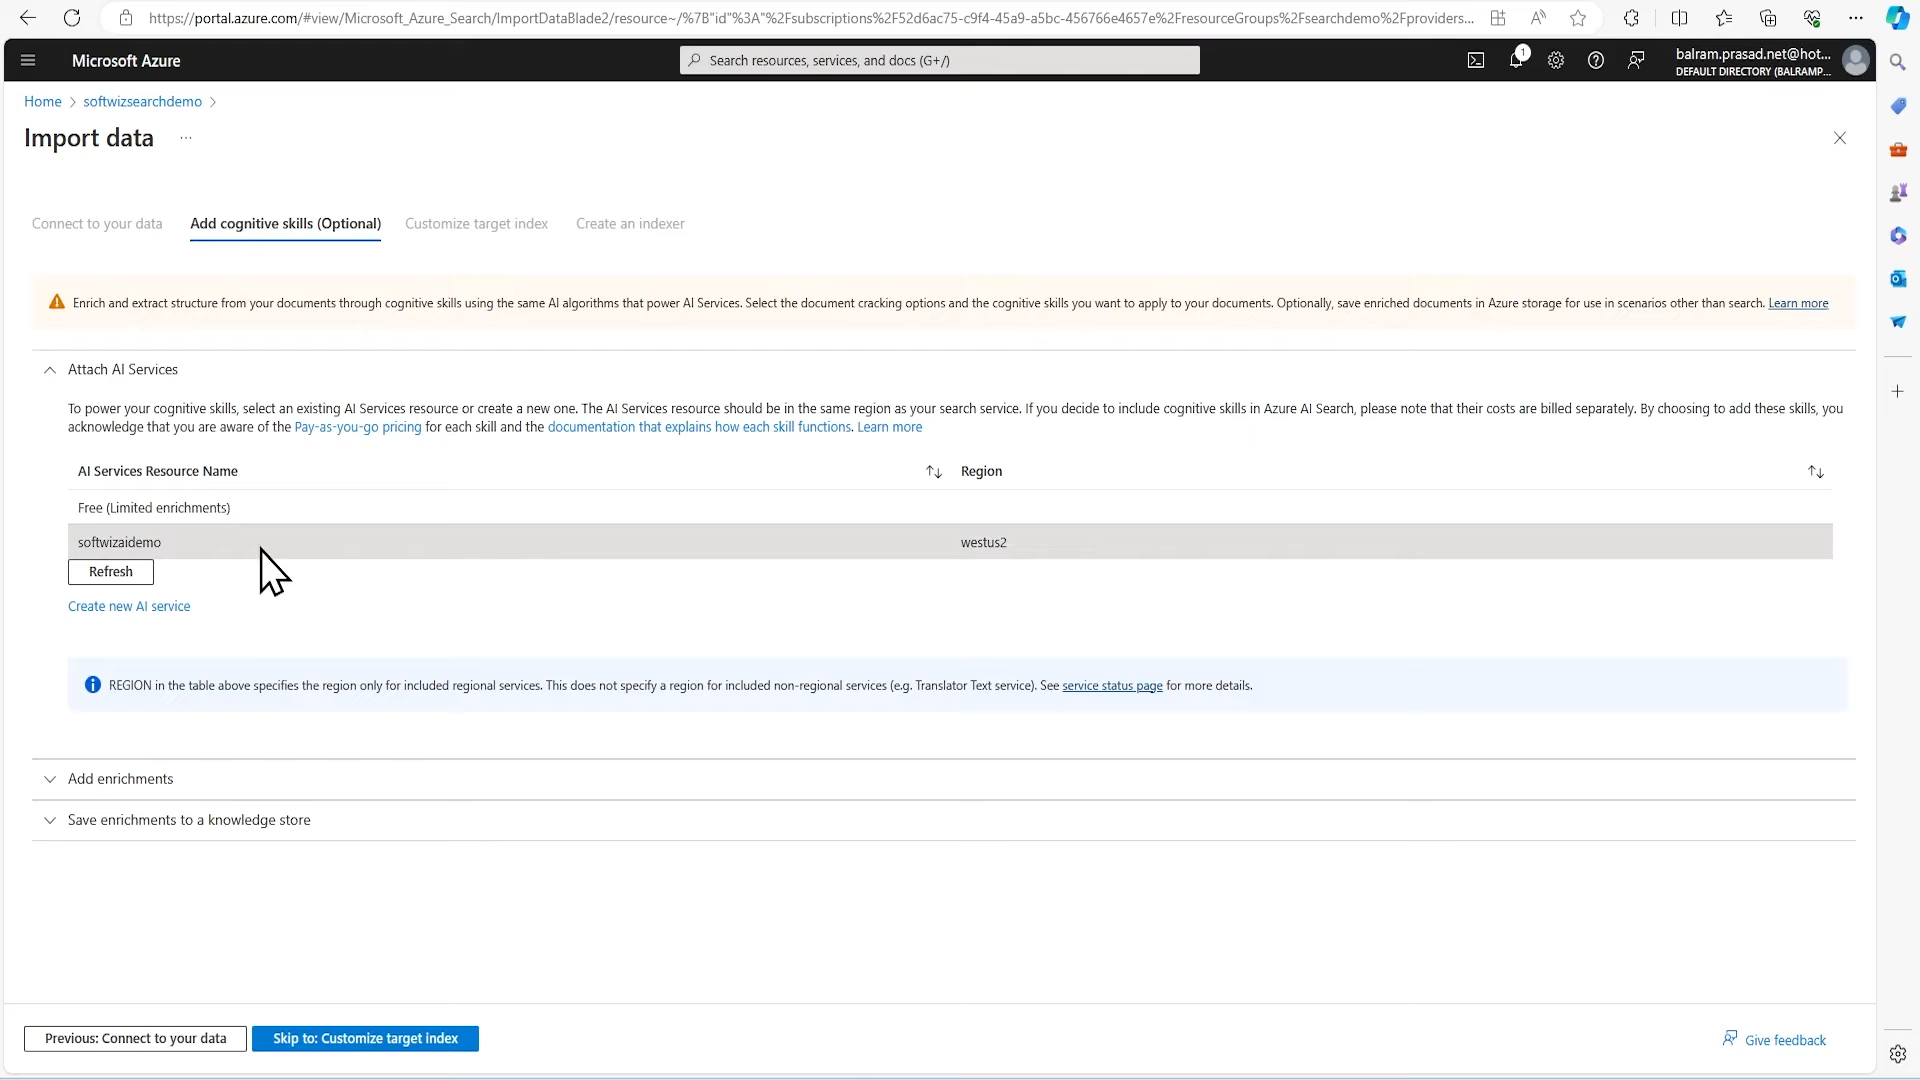 https://portal.azure.com/#view/Microsoft_Azure_Search/ImportDataBlade2/resource~/%7B"id"%3A"%2Fsubscriptions%2F52d6ac75-c9f4-45a9-a5bc-456766e4657e%2FresourceGroups%2Fsearchdemo%2Fproviders...
Microsoft Azure
Search resources, services, and docs (G+/)
1
balram.prasad.net@hot...
DEFAULT DIRECTORY (BALRAMP...
Home > softwizsearchdemo >
Import data ...
Connect to your data Add cognitive skills (Optional) Customize target index Create an indexer
Enrich and extract structure from your documents through cognitive skills using the same AI algorithms that power AI Services. Select the document cracking options and the cognitive skills you want to apply to your documents. Optionally, save enriched documents in Azure storage for use in scenarios other than search. Learn more
Attach AI Services
To power your cognitive skills, select an existing AI Services resource or create a new one. The AI Services resource should be in the same region as your search service. If you decide to include cognitive skills in Azure AI Search, please note that their costs are billed separately. By choosing to add these skills, you
acknowledge that you are aware of the Pay-as-you-go pricing for each skill and the documentation that explains how each skill functions. Learn more
AI Services Resource Name Region
Free (Limited enrichments)
softwizaidemo westus2
Refresh
Create new AI service
REGION in the table above specifies the region only for included regional services. This does not specify a region for included non-regional services (e.g. Translator Text service). See service status page for more details.
Add enrichments
Save enrichments to a knowledge store
Previous: Connect to your data Skip to: Customize target index Give feedback